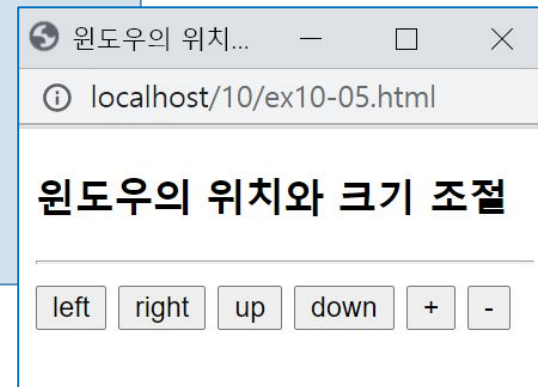 윈도우의 위치...
localhost/10/ex10-05.html
윈도우의 위치와 크기 조절
left right up down + -